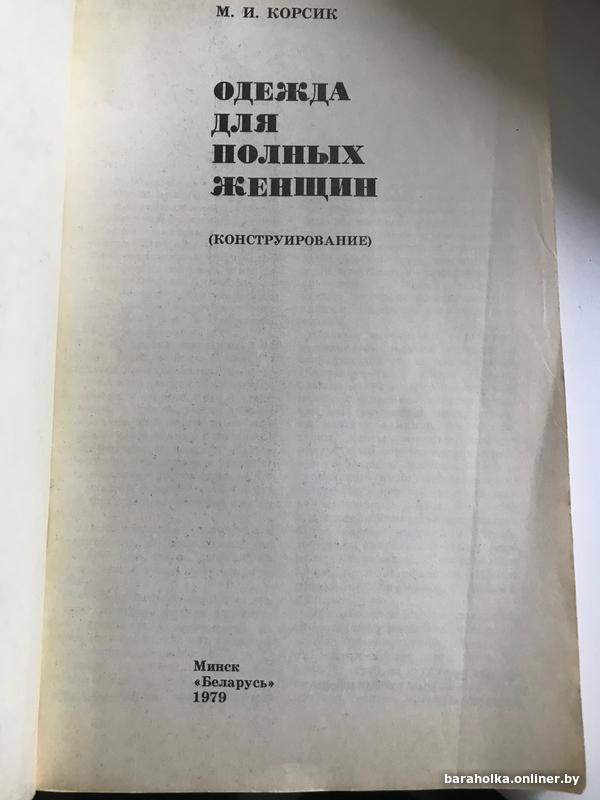 М. И. КОРСИК
ОДЕЖДА
ДЛЯ
ПОЛНЫХ
ЖЕНЩИН
(КОНСТРУИРОВАНИЕ)
Минск
«Беларусь»
1979
baraholka.onliner.by